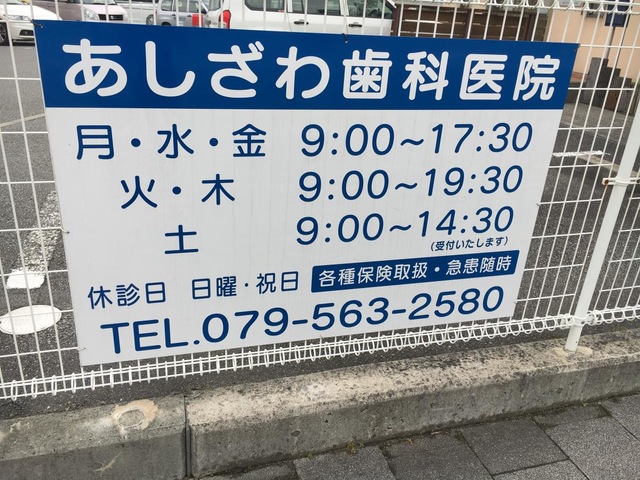 あしざわ歯科医院
月・水・金 9:00～17:30
火・木 9:00～19:30
土 9:00～14:30
(受付いたします)
休診日 日曜・祝日 各種保険取扱・急患随時
TEL.079-563-2580